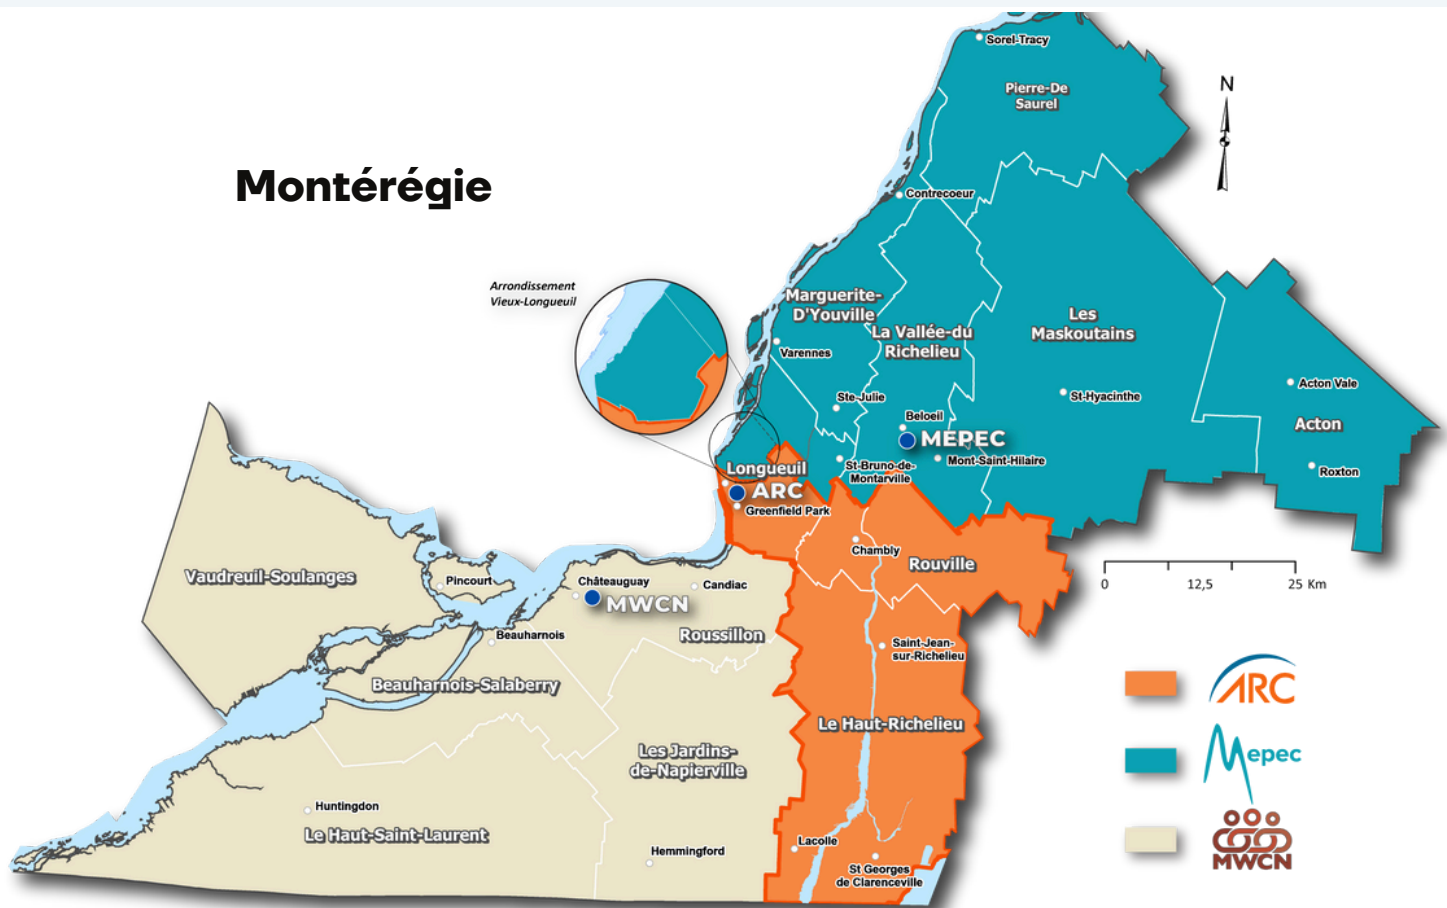 Sorel-Tracy
Pierre-De
Saurel
N
Montérégie
Contrecoeur
Arrondissement
Vieux-Longueuil
Marguerite-
D'Youville
La Vallée-du
Richelieu
Les
Maskoutains
Varennes
Ste-Julie
St-Hyacinthe
Acton Vale
Acton
Beloeil
MEPEC
Mont-Saint-Hilaire
St-Bruno-de-
Montarville
Roxton
Longueuil
ARC
Greenfield Park
Chambly
Rouville
0 12,5 25 Km
Vaudreuil-Soulanges
Pincourt
Châteauguay
Candiac
MWCN
Beauharnois
Roussillon
Saint-Jean-
sur-Richelieu
Beauharnois-Salaberry
Le Haut-Richelieu
Les Jardins-
de-Napierville
Huntingdon
Le Haut-Saint-Laurent
Hemmingford
Lacolle
St Georges
de Clarenceville
ARC
Mepec
MWCN